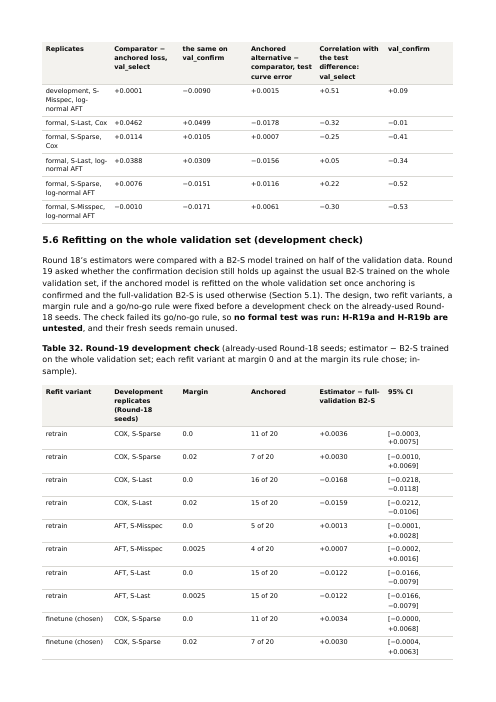 Replicates Comparator − anchored loss, val_select the same on val_confirm Anchored alternative − comparator, test curve error Correlation with the test difference: val_select val_confirm
development, S-Misspec, log-normal AFT +0.0001 −0.0090 +0.0015 +0.51 +0.09
formal, S-Last, Cox +0.0462 +0.0499 −0.0178 −0.32 −0.01
formal, S-Sparse, Cox +0.0114 +0.0105 +0.0007 −0.25 −0.41
formal, S-Last, log-normal AFT +0.0388 +0.0309 −0.0156 +0.05 −0.34
formal, S-Sparse, log-normal AFT +0.0076 −0.0151 +0.0116 +0.22 −0.52
formal, S-Misspec, log-normal AFT −0.0010 −0.0171 +0.0061 −0.30 −0.53
5.6 Refitting on the whole validation set (development check)
Round 18's estimators were compared with a B2-S model trained on half of the validation data. Round
19 asked whether the confirmation decision still holds up against the usual B2-S trained on the whole
validation set, if the anchored model is refitted on the whole validation set once anchoring is
confirmed and the full-validation B2-S is used otherwise (Section 5.1). The design, two refit variants, a
margin rule and a go/no-go rule were fixed before a development check on the already-used Round-
18 seeds. The check failed its go/no-go rule, so no formal test was run: H-R19a and H-R19b are
untested, and their fresh seeds remain unused.
Table 32. Round-19 development check (already-used Round-18 seeds; estimator − B2-S trained
on the whole validation set; each refit variant at margin 0 and at the margin its rule chose; in-
sample).
Refit variant Development replicates (Round-18 seeds) Margin Anchored Estimator − full-validation B2-S 95% CI
retrain COX, S-Sparse 0.0 11 of 20 +0.0036 [−0.0003, +0.0075]
retrain COX, S-Sparse 0.02 7 of 20 +0.0030 [−0.0010, +0.0069]
retrain COX, S-Last 0.0 16 of 20 −0.0168 [−0.0218, −0.0118]
retrain COX, S-Last 0.02 15 of 20 −0.0159 [−0.0212, −0.0106]
retrain AFT, S-Misspec 0.0 5 of 20 +0.0013 [−0.0001, +0.0028]
retrain AFT, S-Misspec 0.0025 4 of 20 +0.0007 [−0.0002, +0.0016]
retrain AFT, S-Last 0.0 15 of 20 −0.0122 [−0.0166, −0.0079]
retrain AFT, S-Last 0.0025 15 of 20 −0.0122 [−0.0166, −0.0079]
finetune (chosen) COX, S-Sparse 0.0 11 of 20 +0.0034 [−0.0000, +0.0068]
finetune (chosen) COX, S-Sparse 0.02 7 of 20 +0.0030 [−0.0004, +0.0063]